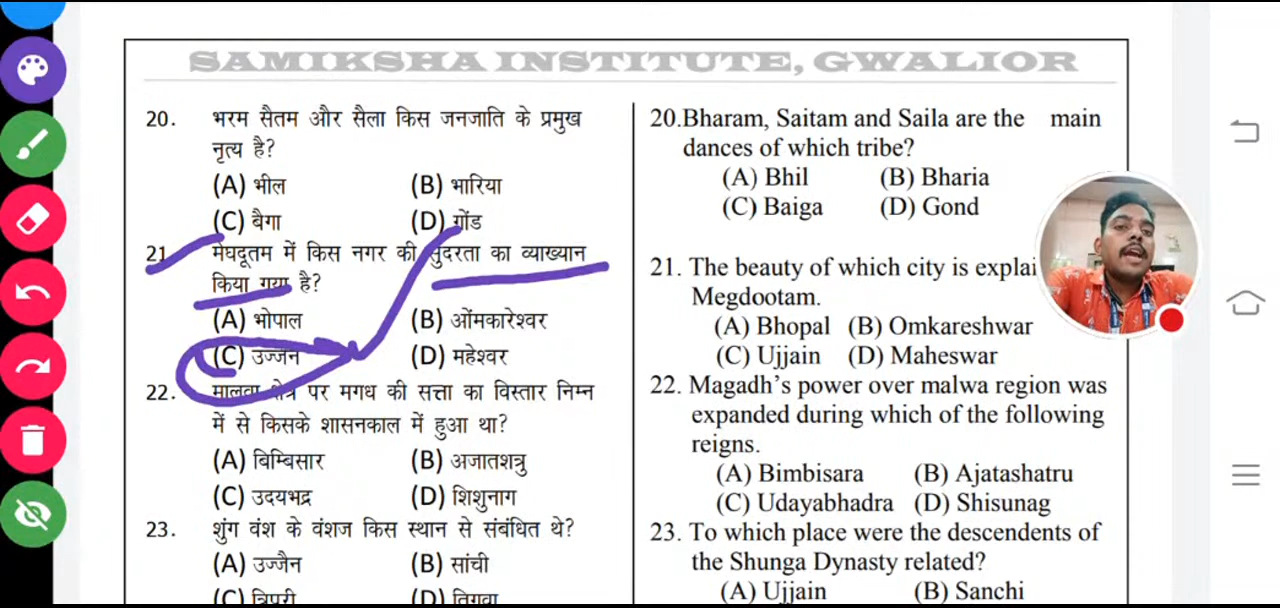 SAMIKSHA INSTITUTE, GWALIOR
20. भरम सैतम और सैला किस जनजाति के प्रमुख
नृत्य है?
(A) भील (B) भारिया
(C) बैगा (D) गोंड
21 मेघदूतम में किस नगर की सुंदरता का व्याख्यान
किया गया है?
(A) भोपाल (B) ओंमकारेश्वर
(C) उज्जैन (D) महेश्वर
22. मालवा क्षेत्र पर मगध की सत्ता का विस्तार निम्न
में से किसके शासनकाल में हुआ था?
(A) बिम्बिसार (B) अजातशत्रु
(C) उदयभद्र (D) शिशुनाग
23. शुंग वंश के वंशज किस स्थान से संबंधित थे?
(A) उज्जैन (B) सांची
(C) त्रिपुरी (D) तिगवा
20.Bharam, Saitam and Saila are the main
dances of which tribe?
(A) Bhil (B) Bharia
(C) Baiga (D) Gond
21. The beauty of which city is explai
Megdootam.
(A) Bhopal (B) Omkareshwar
(C) Ujjain (D) Maheswar
22. Magadh's power over malwa region was
expanded during which of the following
reigns.
(A) Bimbisara (B) Ajatashatru
(C) Udayabhadra (D) Shisunag
23. To which place were the descendents of
the Shunga Dynasty related?
(A) Ujjain (B) Sanchi